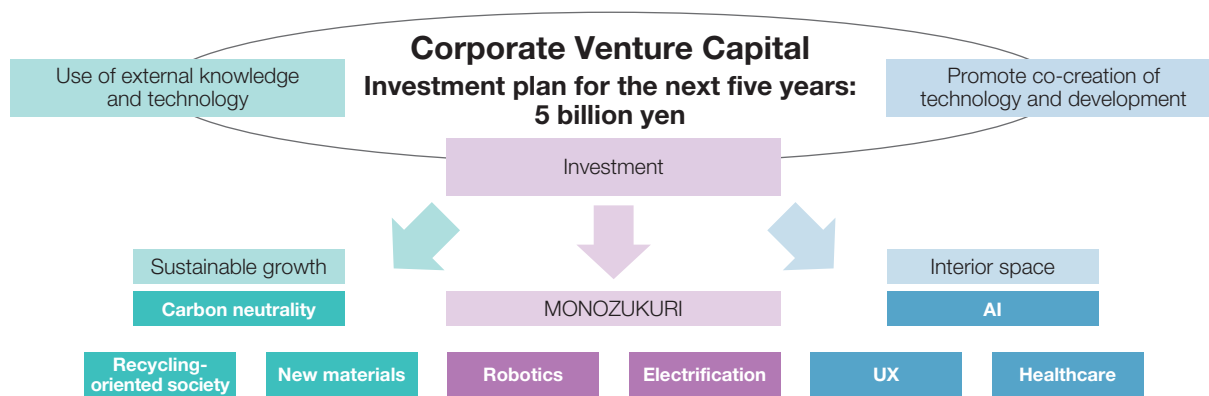 Corporate Venture Capital
Investment plan for the next five years:
5 billion yen
Use of external knowledge
and technology
Promote co-creation of
technology and development
Investment
Sustainable growth
Carbon neutrality
MONOZUKURI
Interior space
AI
Recycling-
oriented society
New materials
Robotics
Electrification
UX
Healthcare